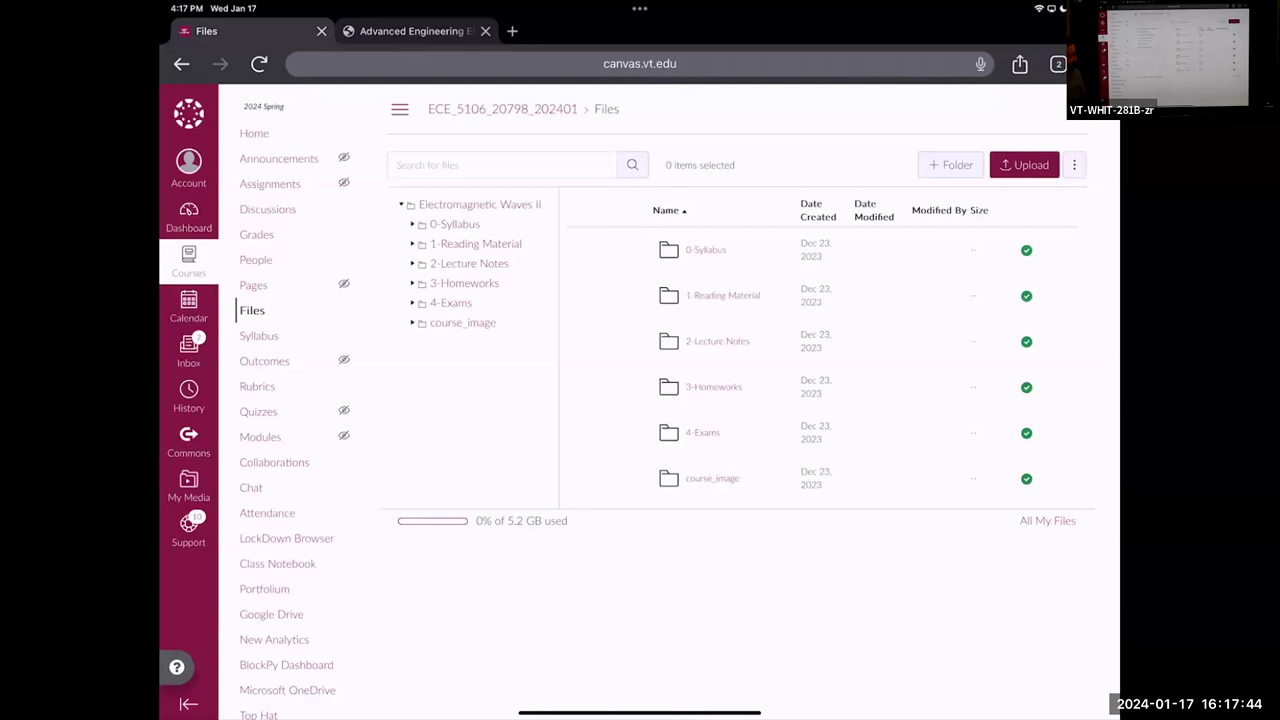 4:17 PM Wed Jan 17
Files
Advanced
canvas.vt.edu
2
VT-WHIT-281B-zr
2024 Spring
ECE_5106_13798_202401 › Files
Account
Dashboard
Courses
Calendar
2
Inbox
History
Commons
My Media
10
Support
?
Home
Announcements
Assignments
Discussions
Grades
People
Pages
Files
Syllabus
Outcomes
Rubrics
Quizzes
Modules
Collaborations
Chat
Attendance
LockDown Browser
Class Notebook
Portfolium
Google Drive
New Analytics
BlockPy Dashboard
Microsoft OneDrive
Top Hat
Search for files
0 items selected
+ Folder
Upload
Electromagnetic Waves II
0-Syllabus
1-Reading Material
2-Lecture Notes
3-Homeworks
4-Exams
course_image
Name Date Created Date Modified Modified By Size
0-Syllabus Dec 23, 2023 --
1-Reading Material Dec 23, 2023 --
2-Lecture Notes Dec 23, 2023 --
3-Homeworks Dec 23, 2023 --
4-Exams Dec 23, 2023 --
course_image Dec 23, 2023 --
0% of 5.2 GB used
All My Files
2024-01-17 16:17:44